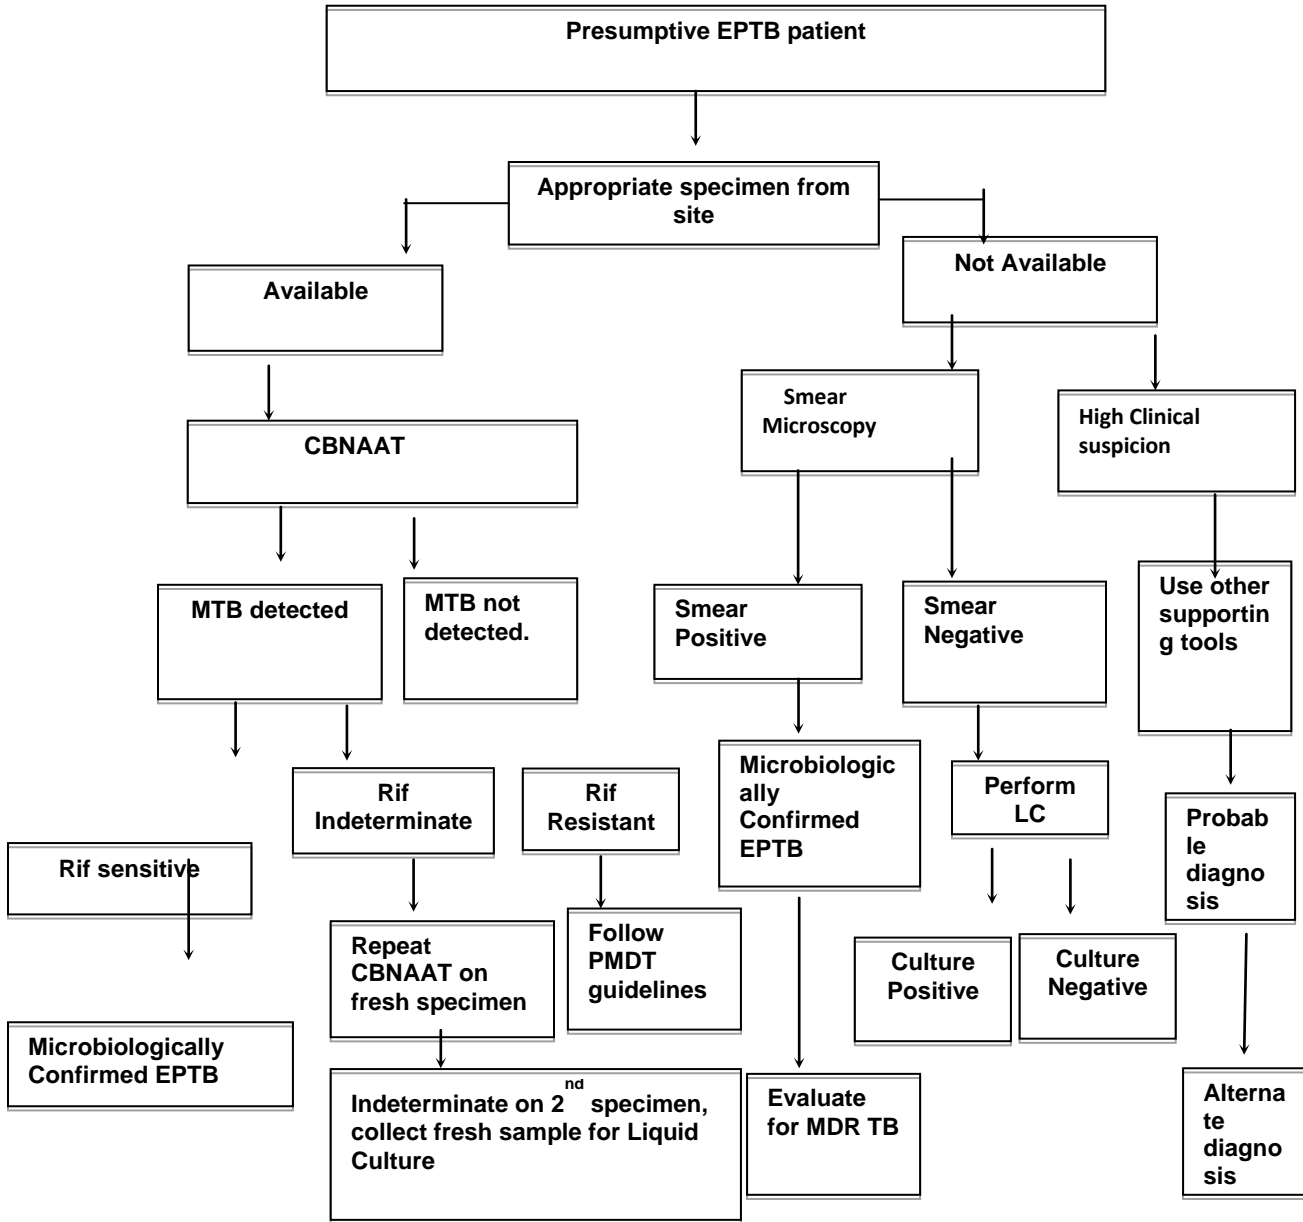 Presumptive EPTB patient
Appropriate specimen from
site
Available
Not Available
CBNAAT
Smear
Microscopy
High Clinical
suspicion
MTB detected
MTB not
detected.
Smear
Positive
Smear
Negative
Use other
supportin
g tools
Rif
Indeterminate
Rif
Resistant
Microbiologic
ally
Confirmed
EPTB
Perform
LC
Probab
le
diagno
sis
Rif sensitive
Repeat
CBNAAT on
fresh specimen
Follow
PMDT
guidelines
Culture
Positive
Culture
Negative
Microbiologically
Confirmed EPTB
Indeterminate on 2nd specimen,
collect fresh sample for Liquid
Culture
Evaluate
for MDR TB
Alterna
te
diagno
sis